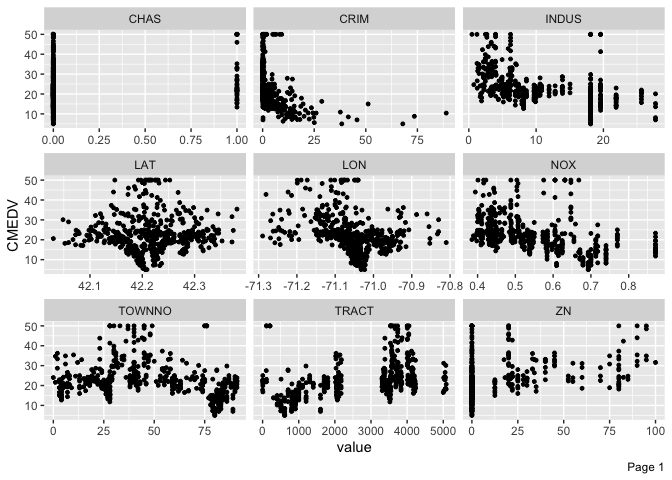 CHAS CRIM INDUS
50
40
30
20
10
0.00 0.25 0.50 0.75 1.00 0 25 50 75 0 10 20
LAT LON NOX
50
40
30
20
10
42.1 42.2 42.3 -71.3 -71.2 -71.1 -71.0 -70.9 -70.8 0.4 0.5 0.6 0.7 0.8
CMEDV
TOWNNO TRACT ZN
50
40
30
20
10
0 25 50 75 0 1000 2000 3000 4000 5000 0 25 50 75 100
value
Page 1